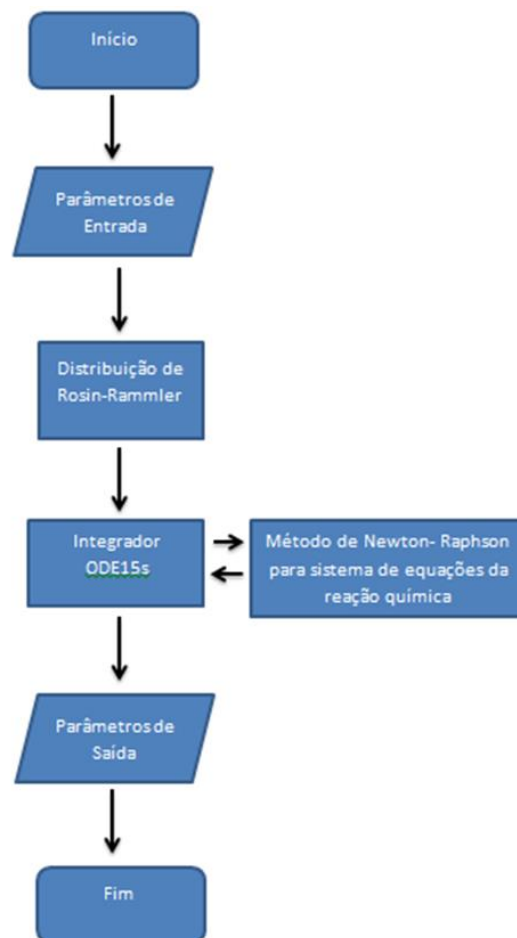 Início
Parâmetros de
Entrada
Distribuição de
Rosin-Rammler
Integrador
ODE15s
Método de Newton- Raphson
para sistema de equações da
reação química
Parâmetros de
Saída
Fim